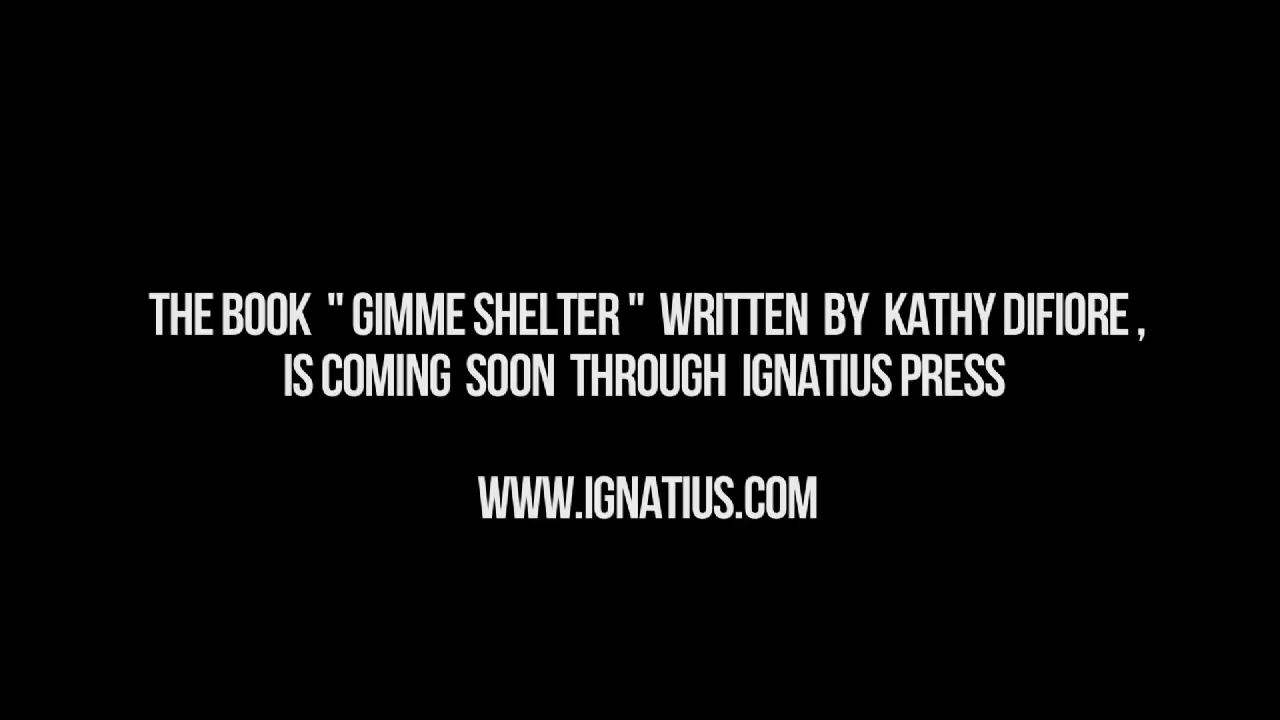 THE BOOK " GIMME SHELTER " WRITTEN BY KATHY DIFIORE ,
IS COMING SOON THROUGH IGNATIUS PRESS
WWW.IGNATIUS.COM